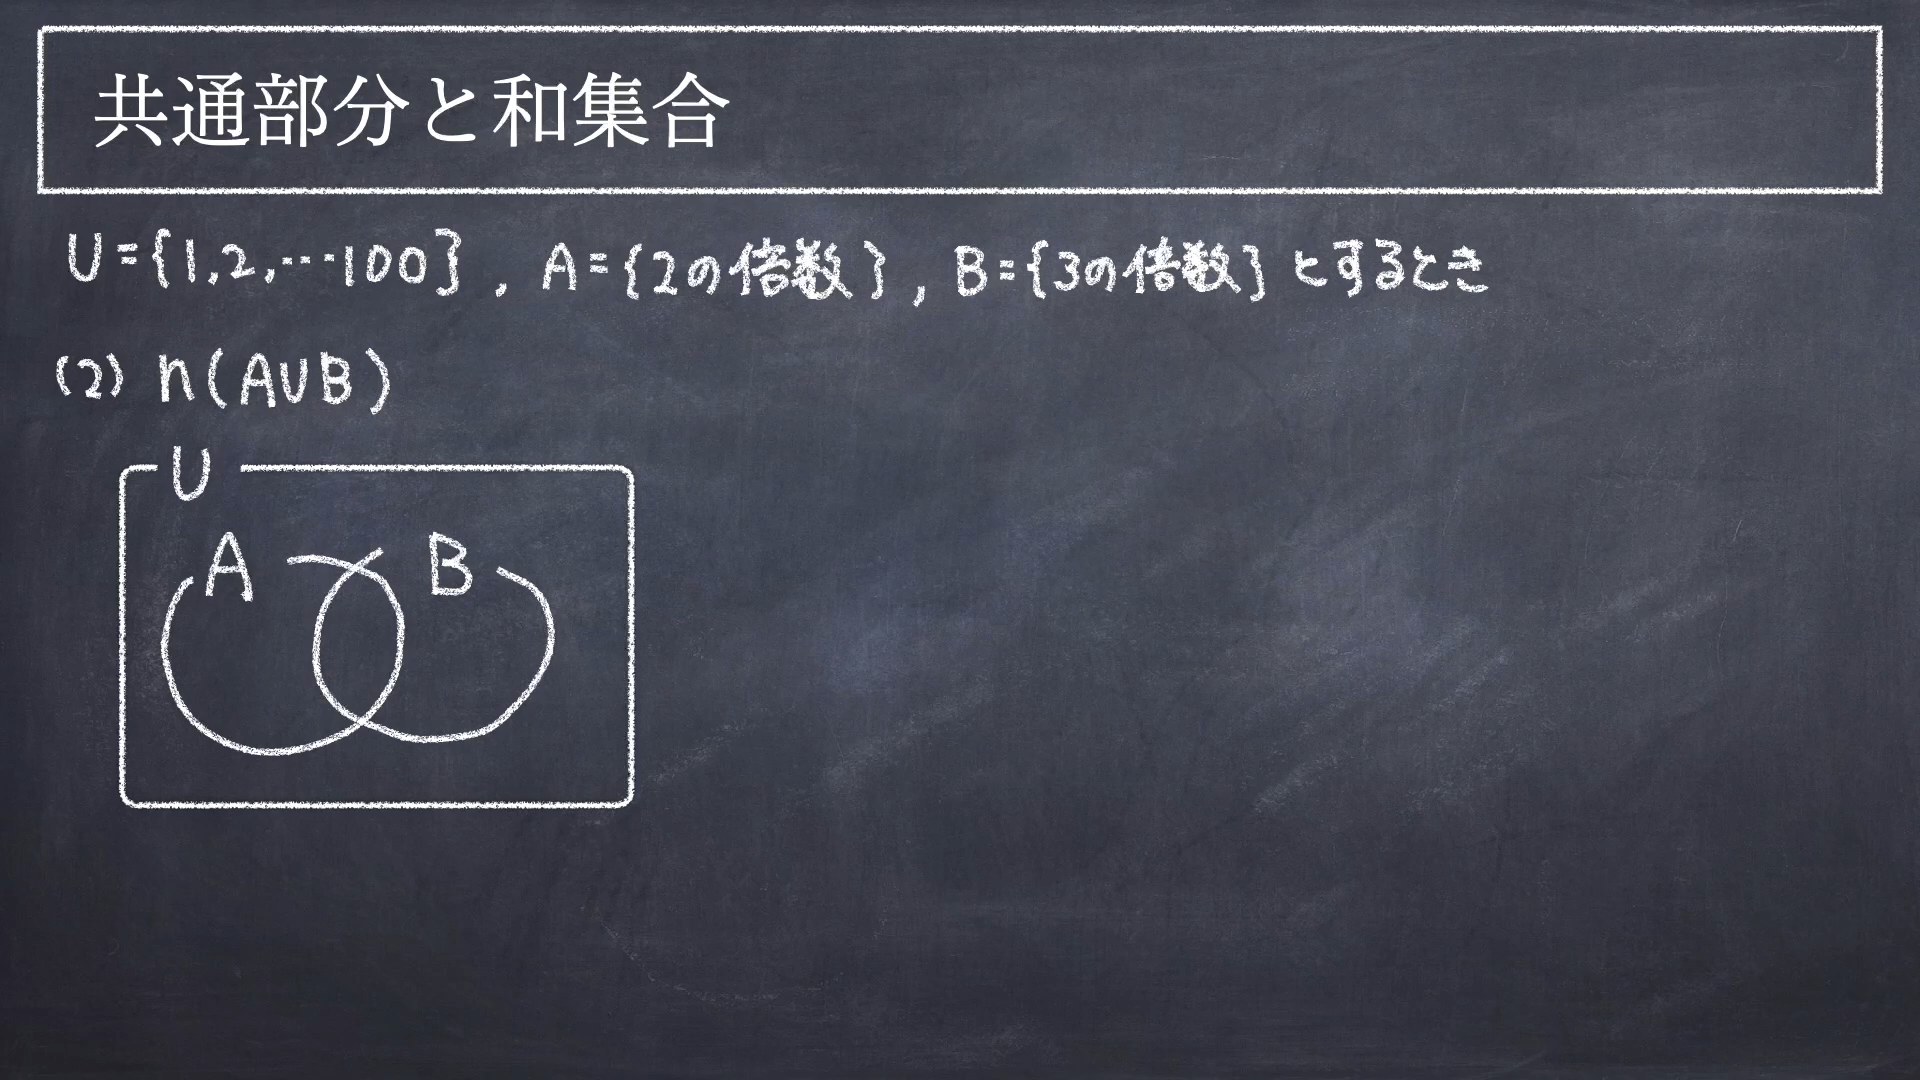 共通部分と和集合
U={1,2,…100}, A={2の倍数}, B={3の倍数}とするとき
(2) n(A∪B)
U
A B